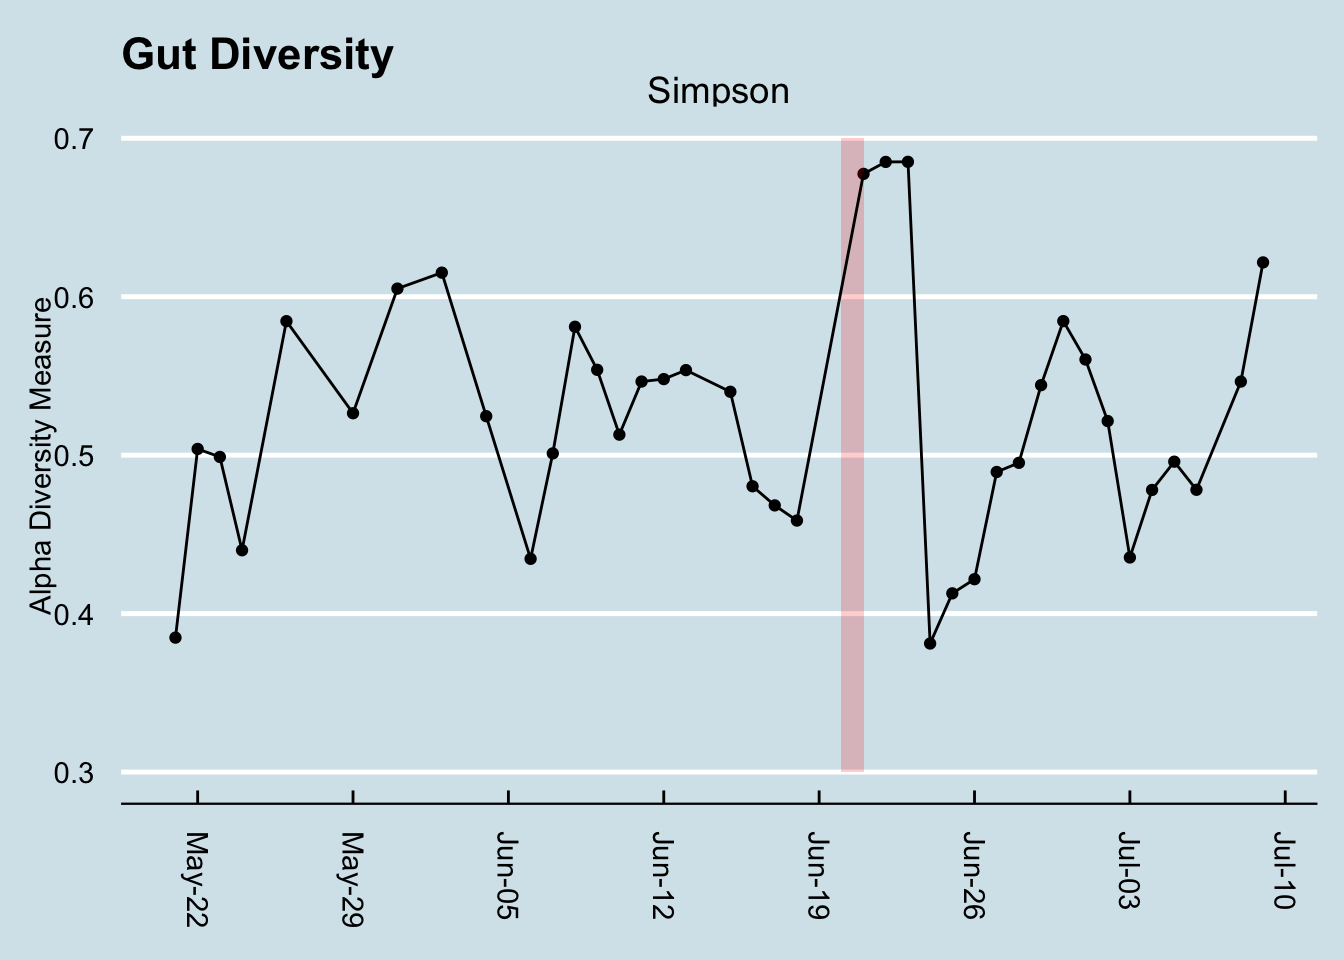 Gut Diversity
Simpson
Alpha Diversity Measure
0.7
0.6
0.5
0.4
0.3
May-22
May-29
Jun-05
Jun-12
Jun-19
Jun-26
Jul-03
Jul-10